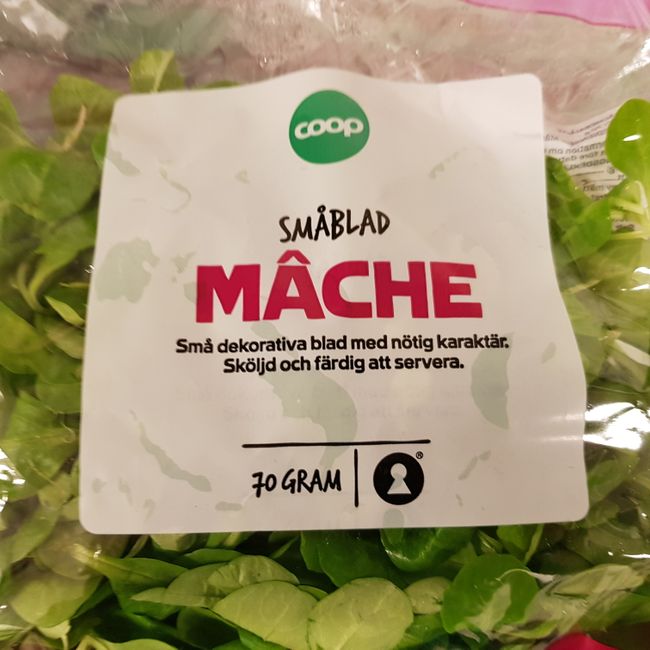 coop
SMÅBLAD
MÂCHE
Små dekorativa blad med nötig karaktär.
Sköljd och färdig att servera.
70 GRAM
®